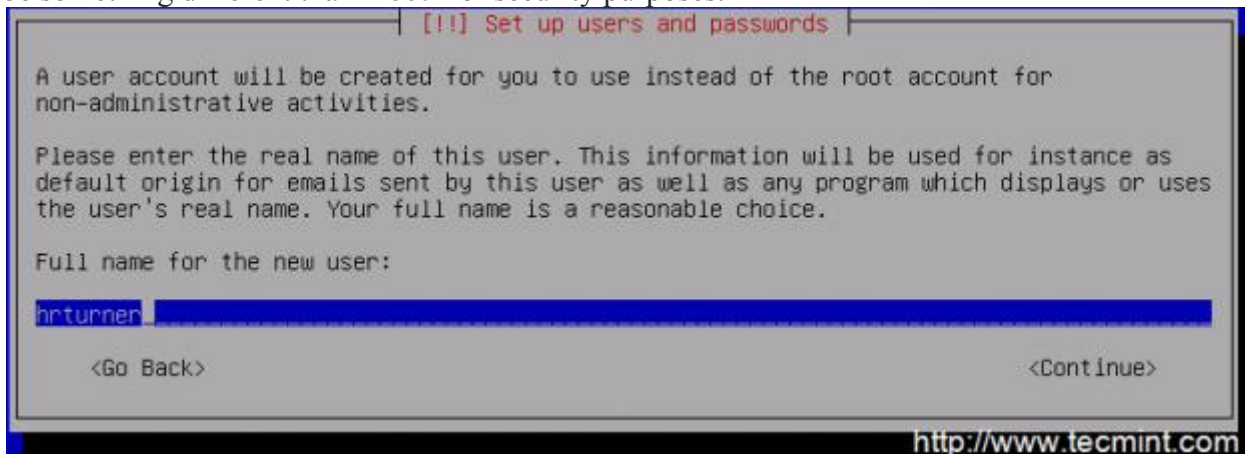 [!!] Set up users and passwords
A user account will be created for you to use instead of the root account for
non-administrative activities.
Please enter the real name of this user. This information will be used for instance as
default origin for emails sent by this user as well as any program which displays or uses
the user's real name. Your full name is a reasonable choice.
Full name for the new user:
hrturner
<Go Back> <Continue>
http://www.tecmint.com